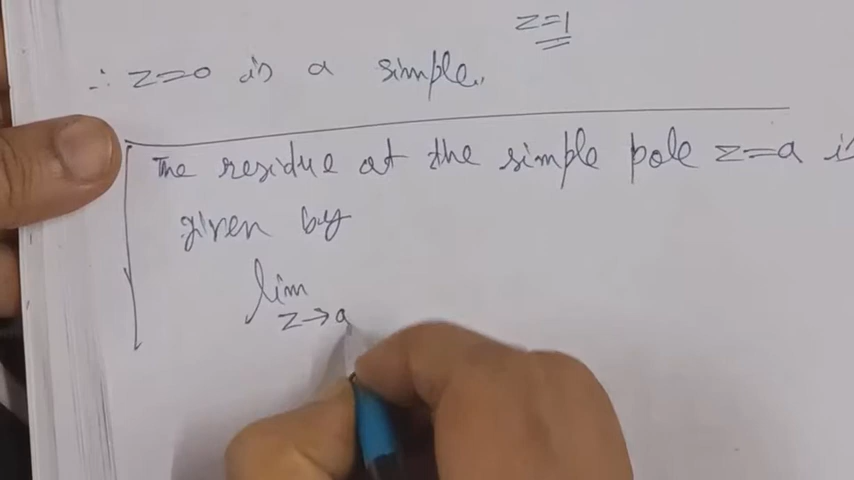 z=1
∴ z=0 is a simple.
The residue at the simple pole z=a is
given by
lim
z→a